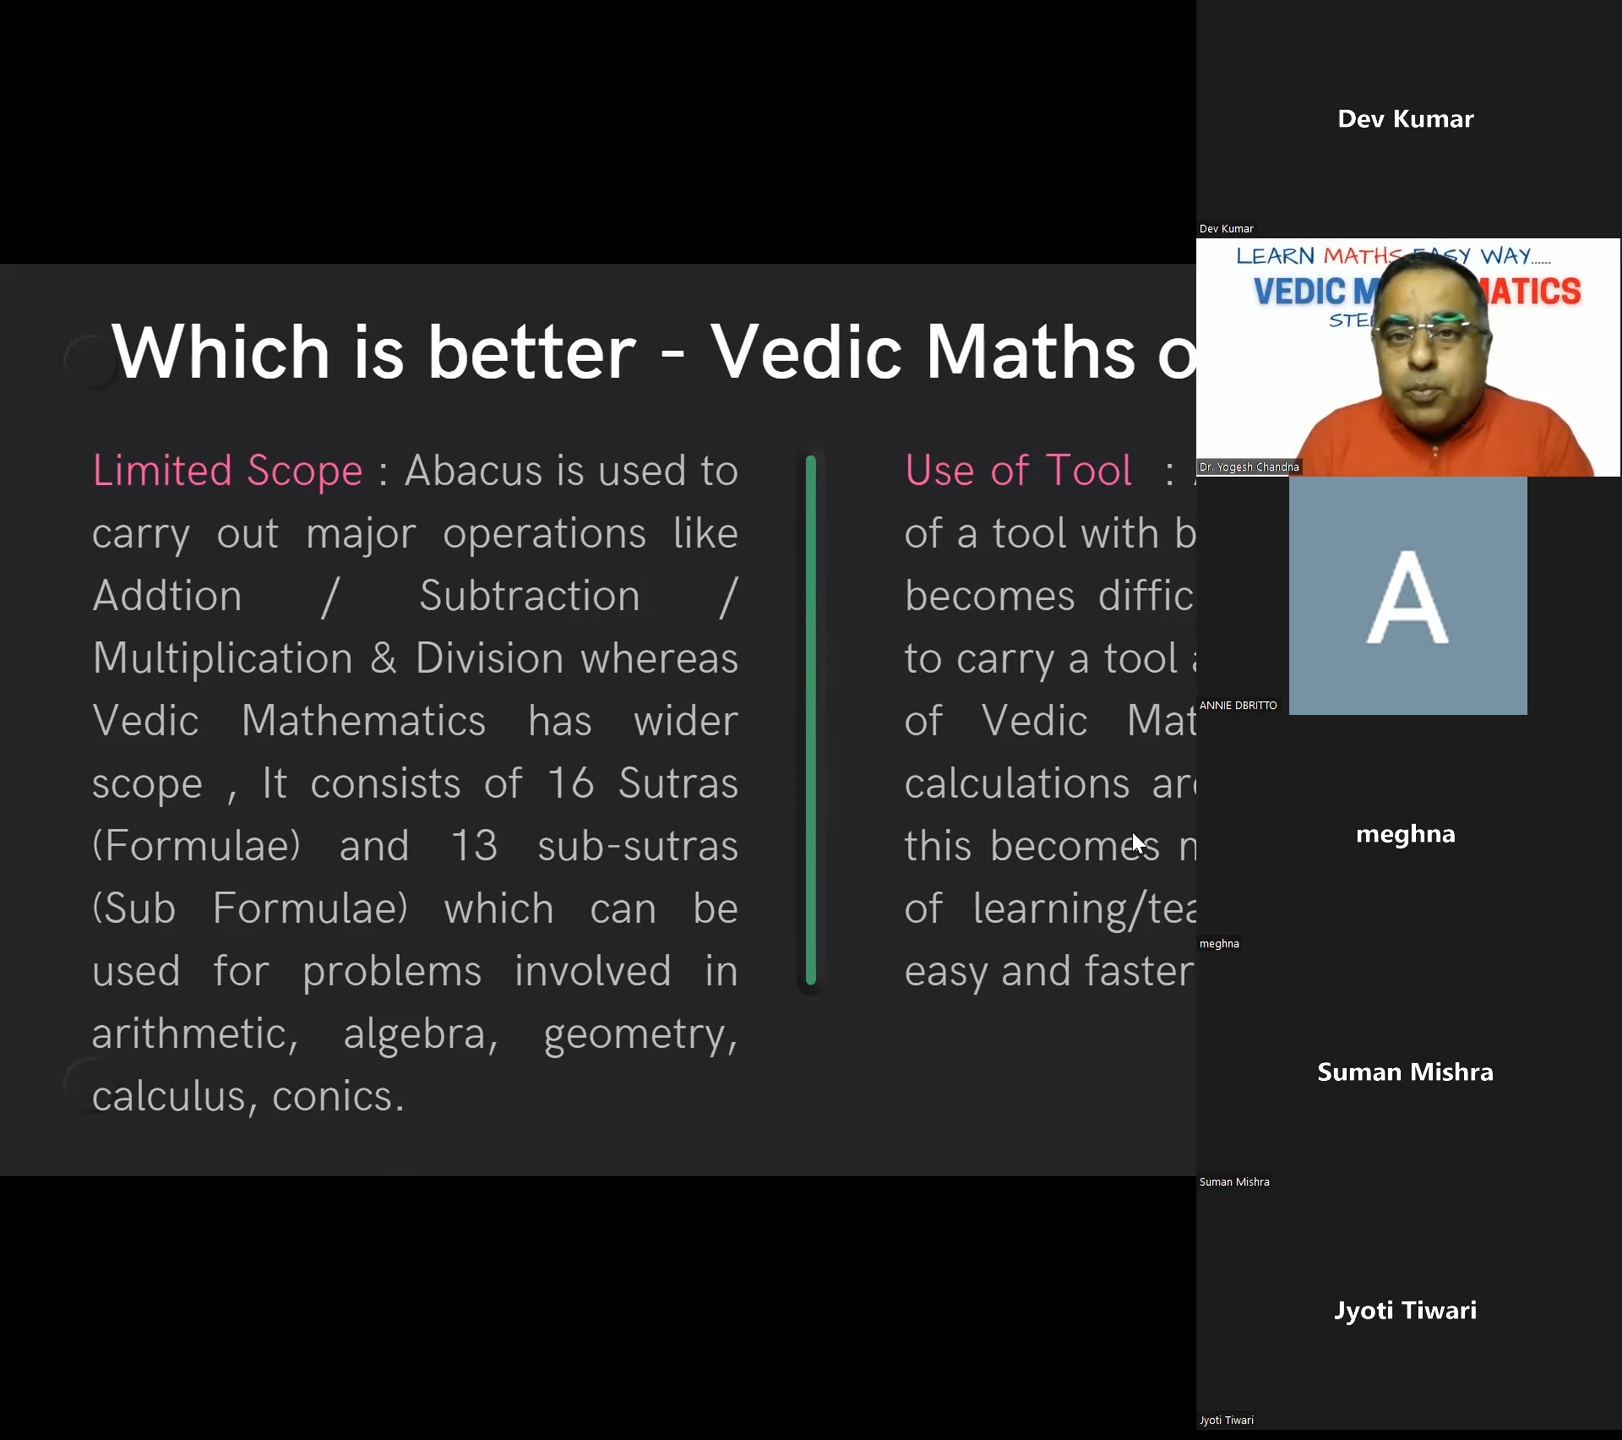 Which is better - Vedic Maths o
Limited Scope : Abacus is used to
carry out major operations like
Addtion / Subtraction /
Multiplication & Division whereas
Vedic Mathematics has wider
scope , It consists of 16 Sutras
(Formulae) and 13 sub-sutras
(Sub Formulae) which can be
used for problems involved in
arithmetic, algebra, geometry,
calculus, conics.
Use of Tool :
of a tool with b
becomes diffic
to carry a tool
of Vedic Mat
calculations are
this becomes
of learning/tea
easy and faster
Dev Kumar
Dev Kumar
LEARN MATHS EASY WAY......
VEDIC M MATICS
STE
Dr. Yogesh Chandna
A
ANNIE DBRITTO
meghna
meghna
Suman Mishra
Suman Mishra
Jyoti Tiwari
Jyoti Tiwari